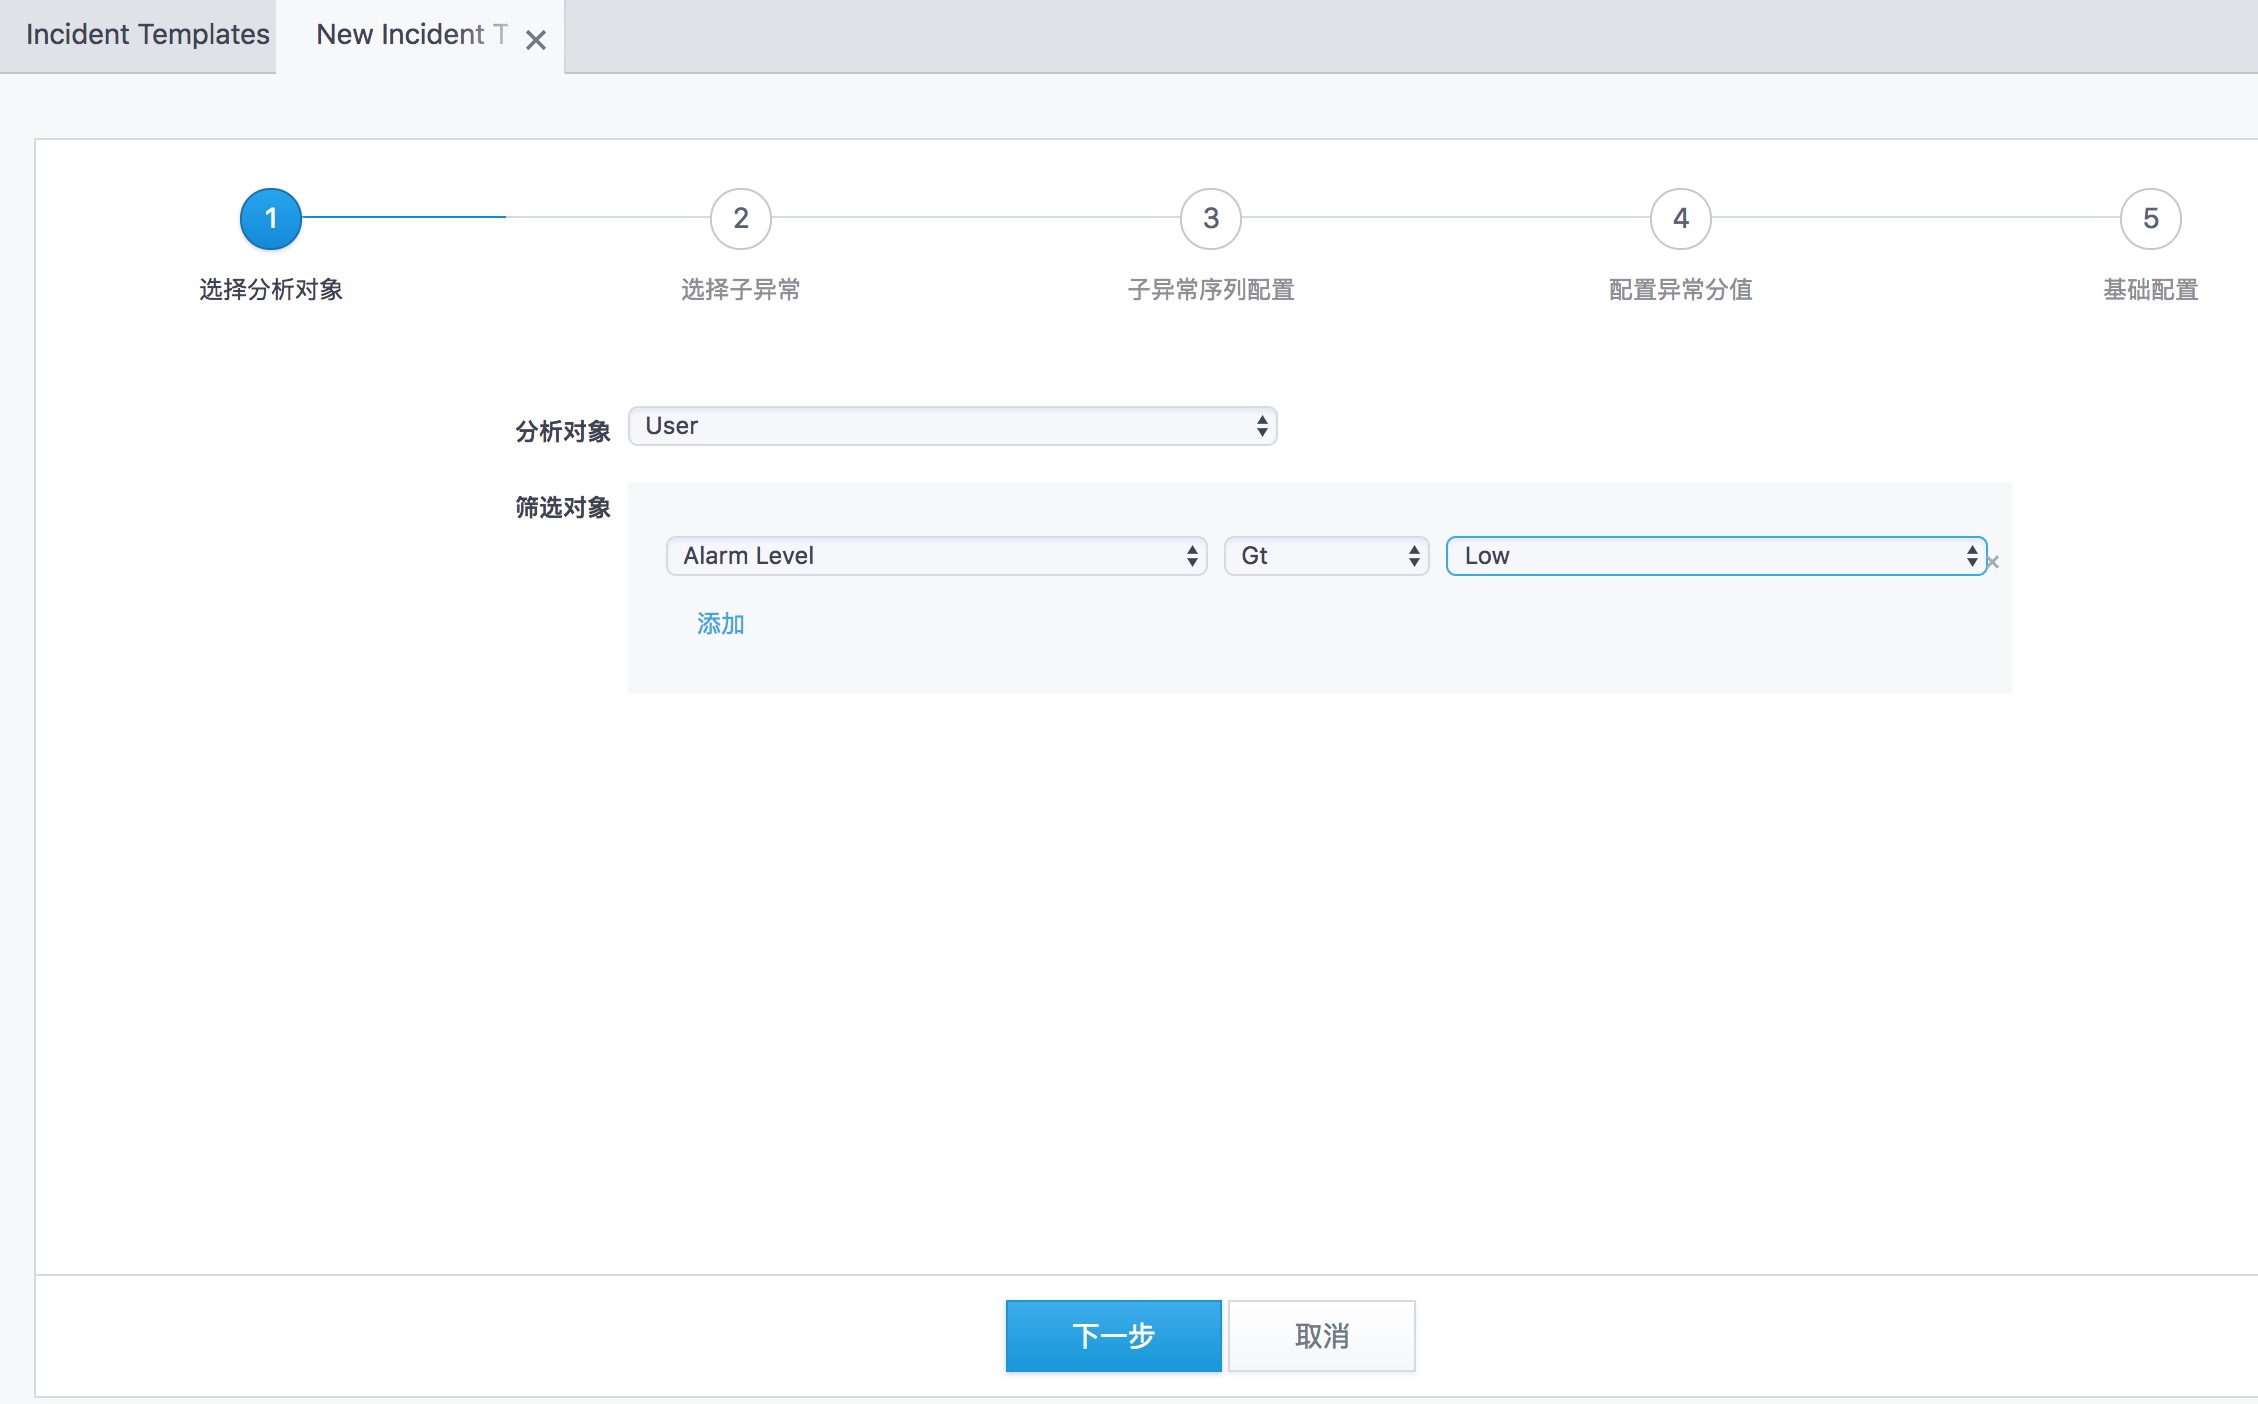 Incident Templates
New Incident T
1
2
3
4
5
选择分析对象
选择子异常
子异常序列配置
配置异常分值
基础配置
分析对象
User
筛选对象
Alarm Level
Gt
Low
添加
下一步
取消